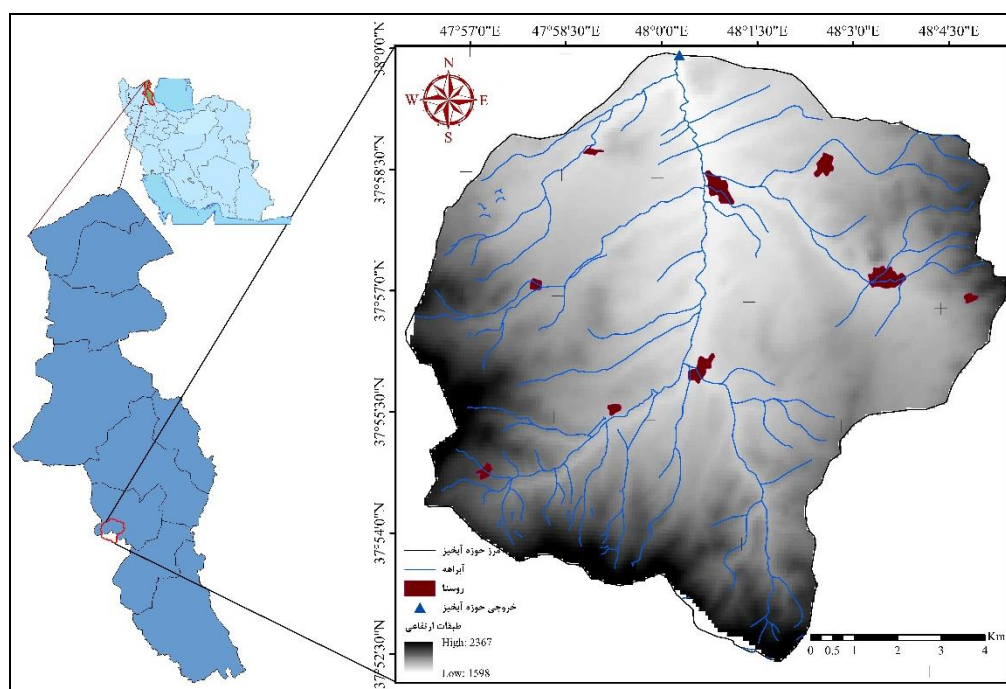 47°57'0"E 47°58'30"E 48°0'0"E 48°1'30"E 48°3'0"E 48°4'30"E
38°0'0"N
37°58'30"N
37°57'0"N
37°55'30"N
37°54'0"N
37°52'30"N
N
W E
S
مرز حوزه آبخیز
آبراهه
روستا
خروجی حوزه آبخیز
طبقات ارتفاعی
High: 2367
Low: 1598
Km
0 0.5 1 2 3 4